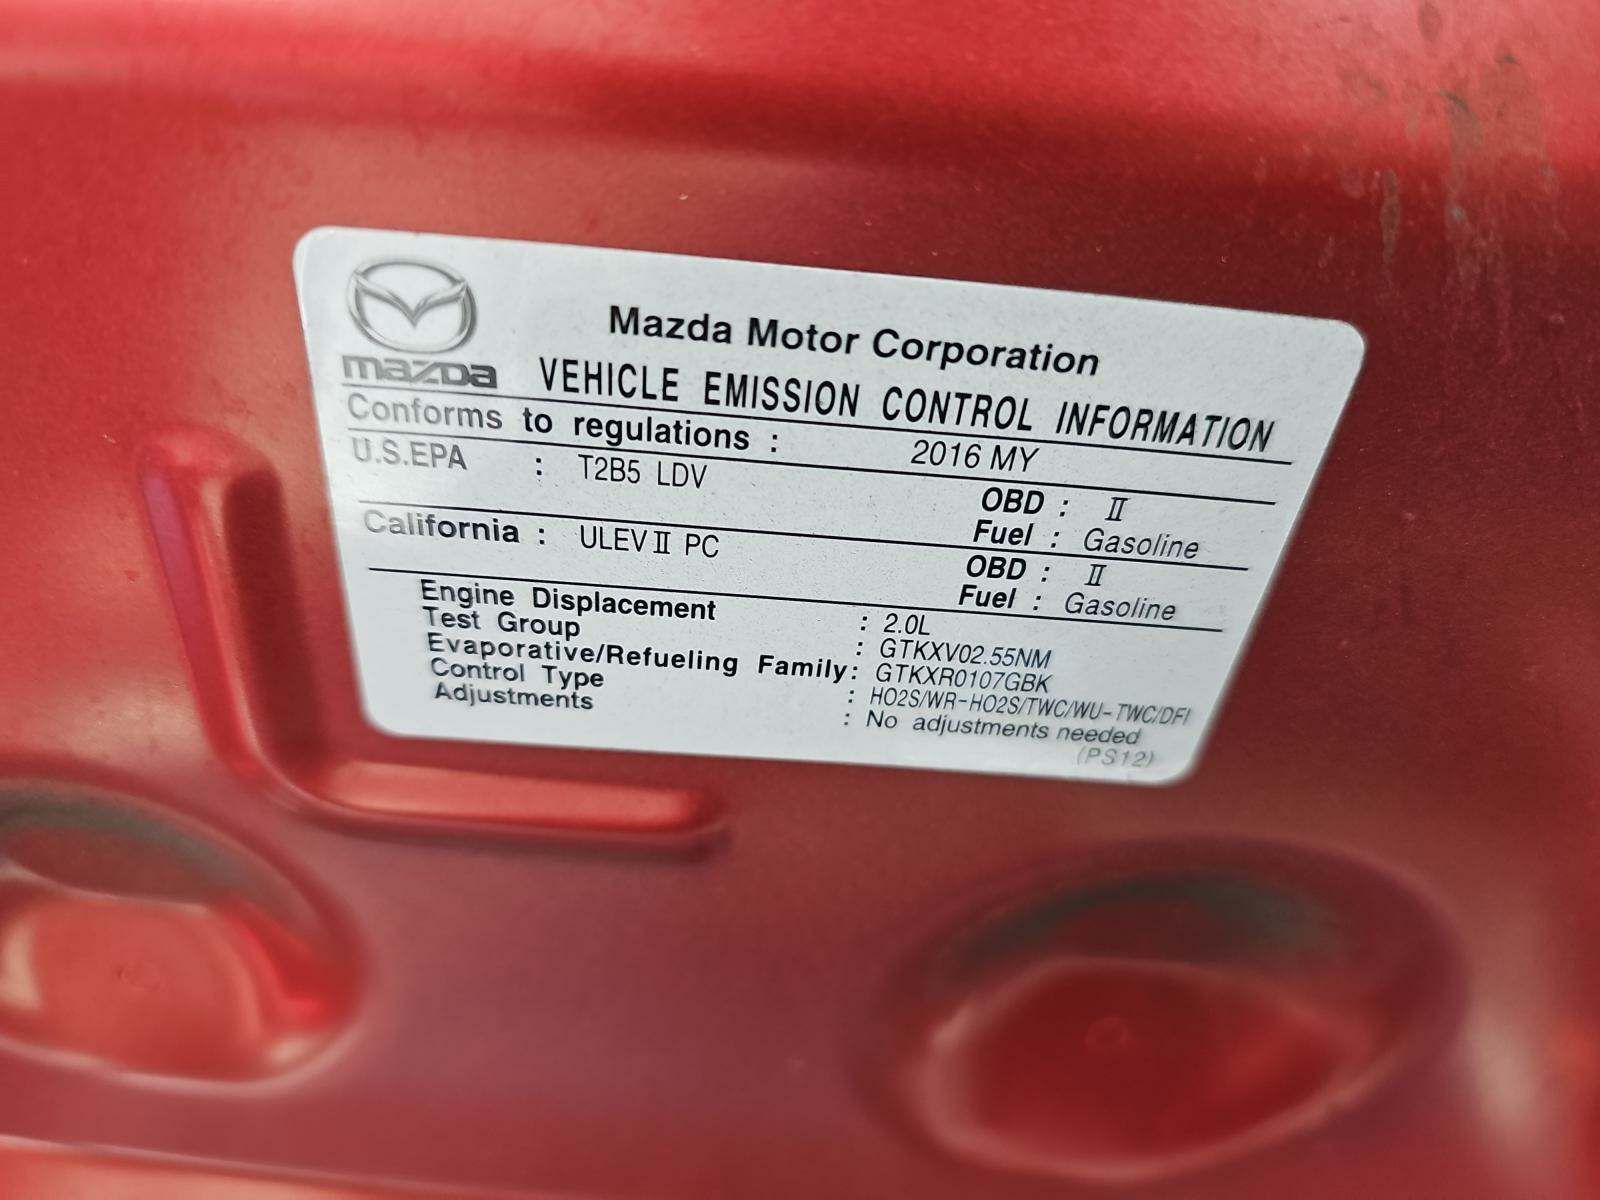 mazda
Mazda Motor Corporation
VEHICLE EMISSION CONTROL INFORMATION
Conforms to regulations : 2016 MY
U.S.EPA : T2B5 LDV
OBD : II
Fuel : Gasoline
California : ULEV II PC
OBD : II
Fuel : Gasoline
Engine Displacement : 2.0L
Test Group : GTKXV02.55NM
Evaporative/Refueling Family: GTKXR0107GBK
Control Type : HO2S/WR-HO2S/TWC/WU-TWC/DFI
Adjustments : No adjustments needed
(PS12)